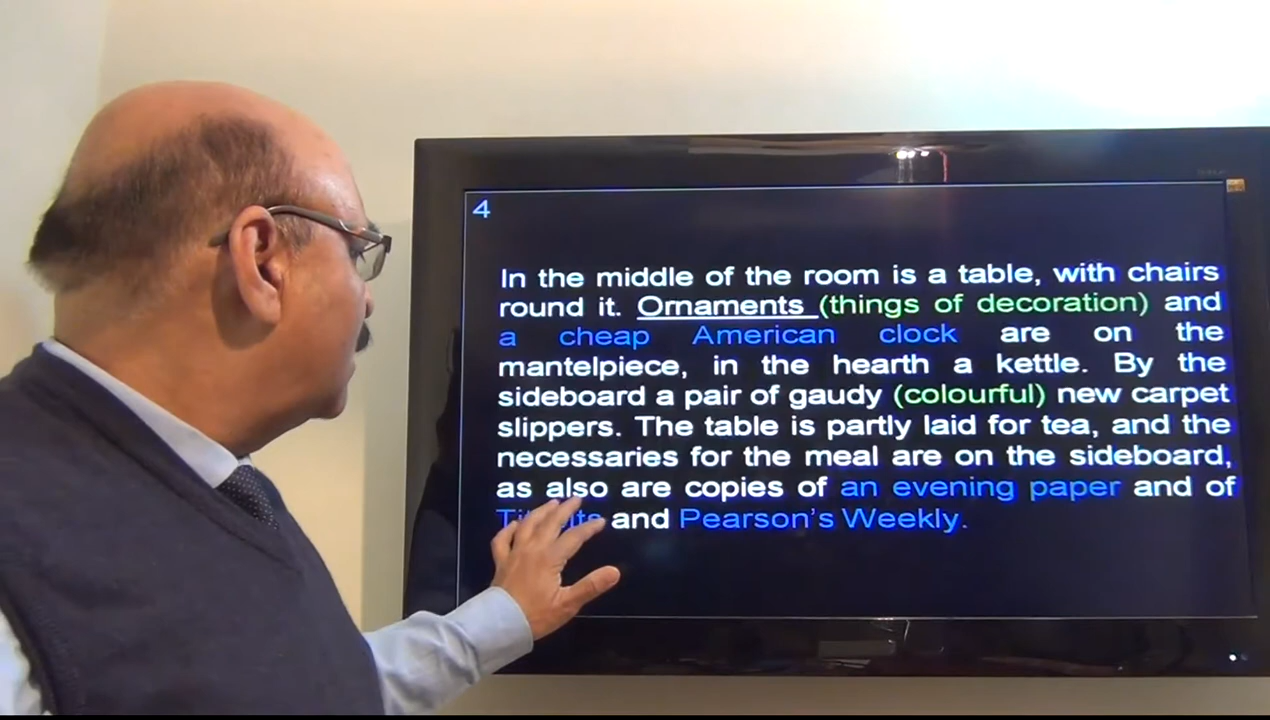 4
In the middle of the room is a table, with chairs
round it. Ornaments (things of decoration) and
a cheap American clock are on the
mantelpiece, in the hearth a kettle. By the
sideboard a pair of gaudy (colourful) new carpet
slippers. The table is partly laid for tea, and the
necessaries for the meal are on the sideboard,
as also are copies of an evening paper and of
and Pearson's Weekly.